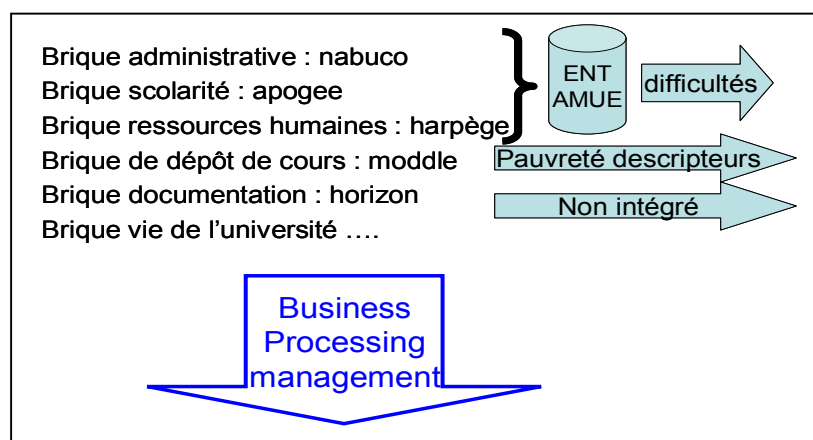 Brique administrative : nabuco
Brique scolarité : apogee
Brique ressources humaines : harpège
Brique de dépôt de cours : moddle
Brique documentation : horizon
Brique vie de l'université ....
ENT
AMUE
difficultés
Pauvreté descripteurs
Non intégré
Business
Processing
management